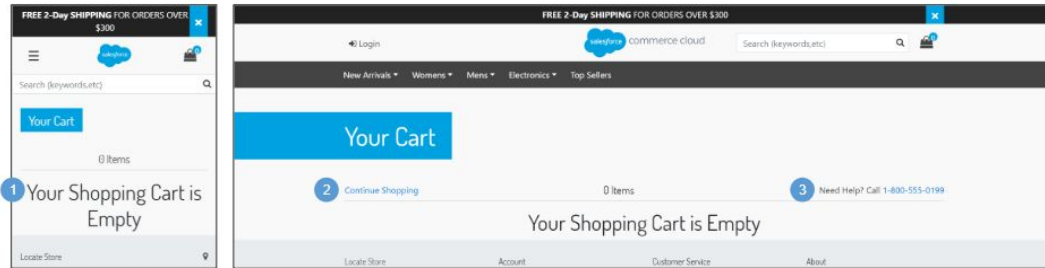 FREE 2-Day SHIPPING FOR ORDERS OVER
$300
×
salesforce
0
Search (keywords,etc)
Your Cart
0 Items
1
Your Shopping Cart is
Empty
Locate Store
FREE 2-Day SHIPPING FOR ORDERS OVER $300
×
Login
salesforce commerce cloud
Search (keywords,etc)
0
New Arrivals Womens Mens Electronics Top Sellers
Your Cart
2 Continue Shopping
0 Items
3 Need Help? Call 1-800-555-0199
Your Shopping Cart is Empty
Locate Store Account Customer Service About